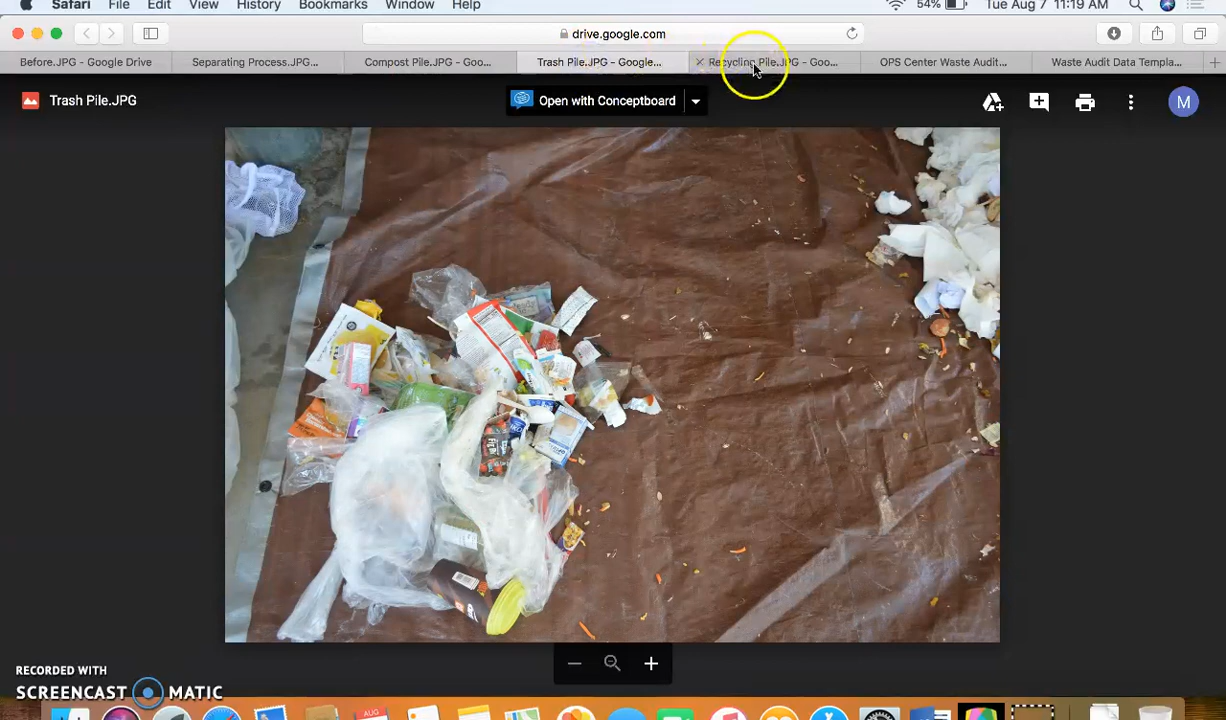 Safari File Edit View History Bookmarks Window Help 54% Tue Aug 7 11:19 AM
drive.google.com
Before.JPG - Google Drive Separating Process.JPG... Compost Pile.JPG - Goo... Trash Pile.JPG - Google... Recycling Pile.JPG - Goo... OPS Center Waste Audit... Waste Audit Data Templa...
Trash Pile.JPG
Open with Conceptboard
M
RECORDED WITH
SCREENCAST MATIC
AUG